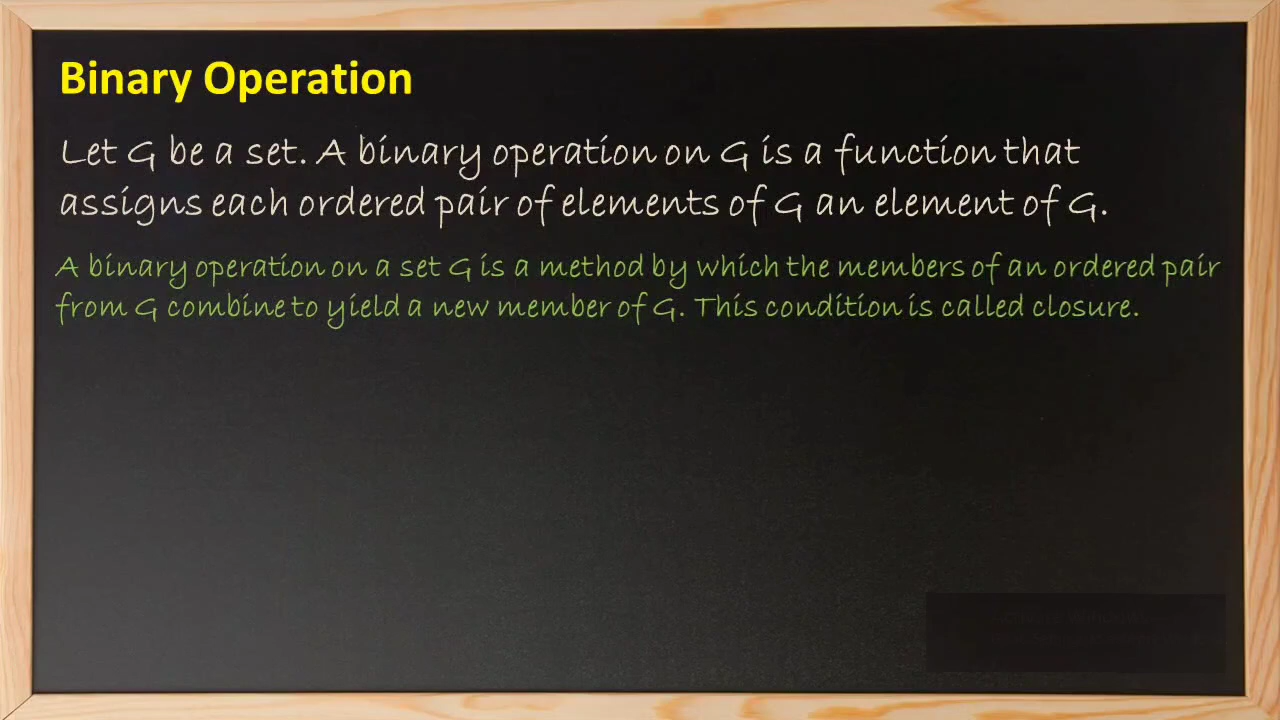 Binary Operation
Let G be a set. A binary operation on G is a function that
assigns each ordered pair of elements of G an element of G.
A binary operation on a set G is a method by which the members of an ordered pair
from G combine to yield a new member of G. This condition is called closure.